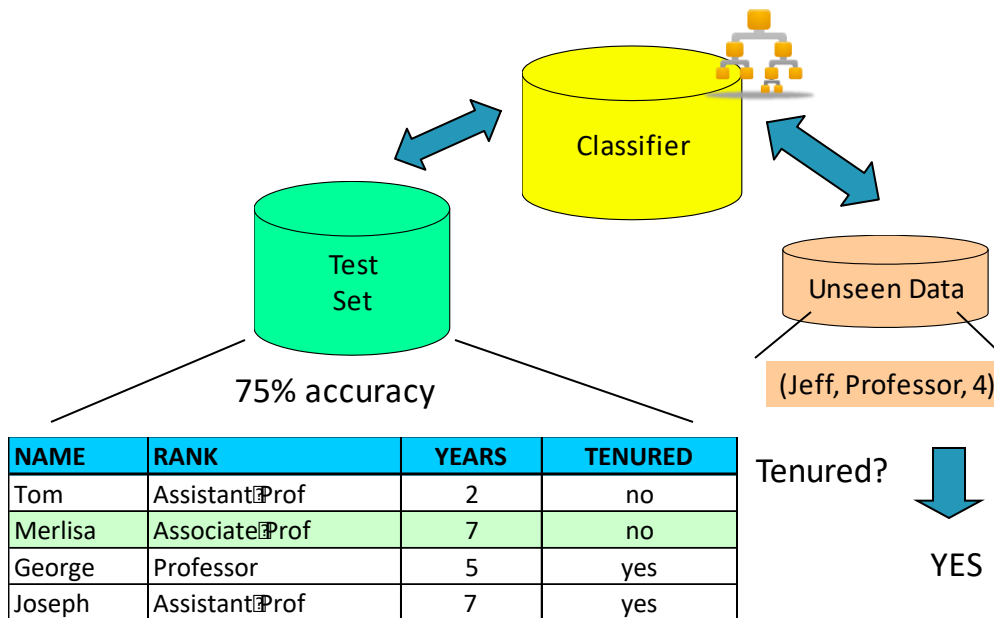 Classifier
Test
Set
Unseen Data
75% accuracy
(Jeff, Professor, 4)
NAME RANK YEARS TENURED
Tom Assistant Prof 2 no
Merlisa Associate Prof 7 no
George Professor 5 yes
Joseph Assistant Prof 7 yes
Tenured?
YES